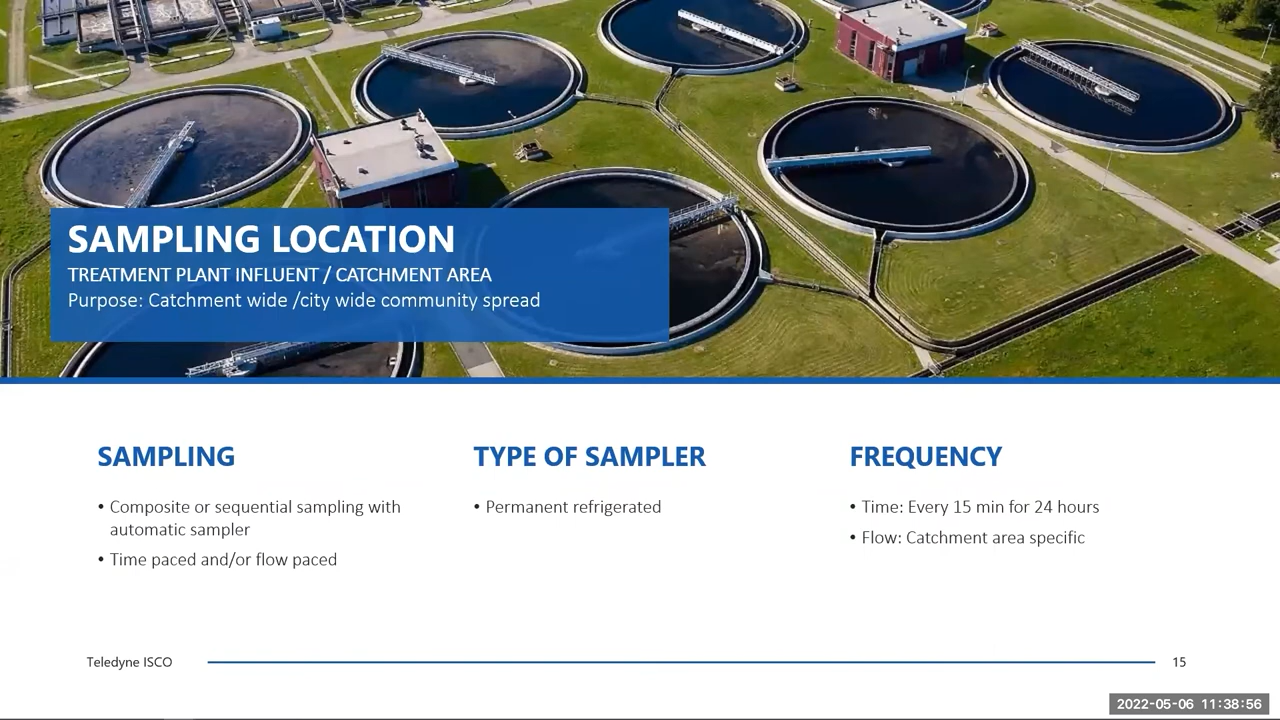 SAMPLING LOCATION
TREATMENT PLANT INFLUENT / CATCHMENT AREA
Purpose: Catchment wide /city wide community spread
SAMPLING
• Composite or sequential sampling with
automatic sampler
• Time paced and/or flow paced
TYPE OF SAMPLER
• Permanent refrigerated
FREQUENCY
• Time: Every 15 min for 24 hours
• Flow: Catchment area specific
Teledyne ISCO
15
2022-05-06 11:38:56